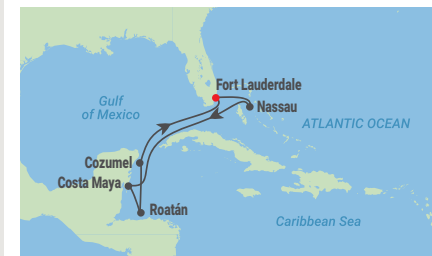 Fort Lauderdale
Gulf
of Mexico
Nassau
ATLANTIC OCEAN
Cozumel
Costa Maya
Roatán
Caribbean Sea